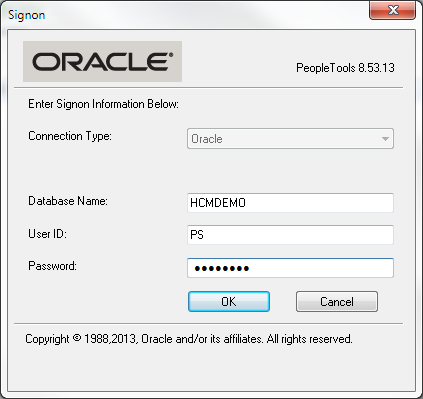 Signon
ORACLE®
PeopleTools 8.53.13
Enter Signon Information Below:
Connection Type:
Oracle
Database Name:
HCMDEMO
User ID:
PS
Password:
••••••••
OK
Cancel
Copyright © 1988,2013, Oracle and/or its affiliates. All rights reserved.